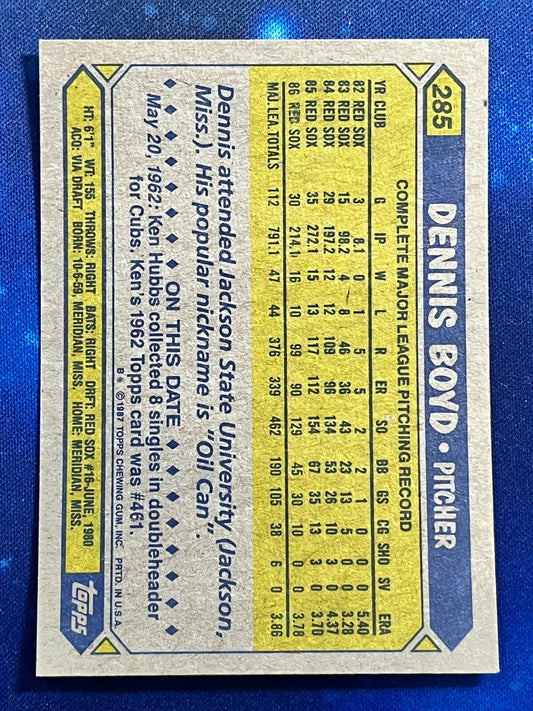 285 DENNIS BOYD • PITCHER
COMPLETE MAJOR LEAGUE PITCHING RECORD
YR CLUB G IP W L R ER SO BB GS CG SHO SV ERA
82 RED SOX 3 8.1 0 1 5 5 2 2 1 0 0 0 5.40
83 RED SOX 15 98.2 4 8 46 36 43 23 13 5 0 0 3.28
84 RED SOX 29 197.2 12 12 109 96 134 53 26 10 3 0 4.37
85 RED SOX 35 272.1 15 13 117 112 154 67 35 13 3 0 3.70
86 RED SOX 30 214.1 16 10 99 90 129 45 30 10 0 0 3.78
MAJ. LEA. TOTALS 112 791.1 47 44 376 339 462 190 105 38 6 0 3.86
Dennis attended Jackson State University (Jackson,
Miss.) His popular nickname is "Oil Can".
ON THIS DATE
May 20, 1962: Ken Hubbs collected 8 singles in doubleheader
for Cubs. Ken's 1962 Topps card was #461.
B* ©1987 TOPPS CHEWING GUM, INC. PRTD. IN U.S.A.
HT: 6'1" WT: 155 THROWS: RIGHT BATS: RIGHT DRFT: RED SOX #16-JUNE, 1980
ACQ: VIA DRAFT BORN: 10-6-59, MERIDIAN, MISS. HOME: MERIDIAN, MISS.
topps